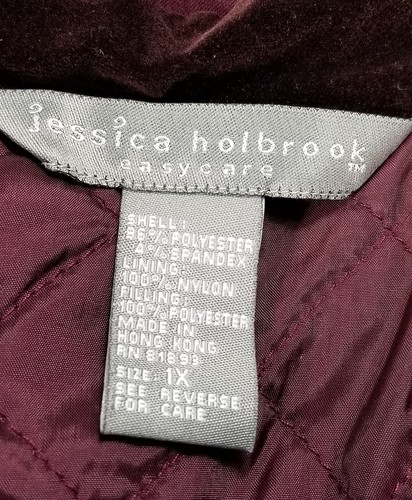 jessica holbrook ™
easycare
SHELL:
96% POLYESTER
4% SPANDEX
LINING:
100% NYLON
FILLING:
100% POLYESTER
MADE IN
HONG KONG
RN 81893
SIZE: 1X
SEE REVERSE
FOR CARE